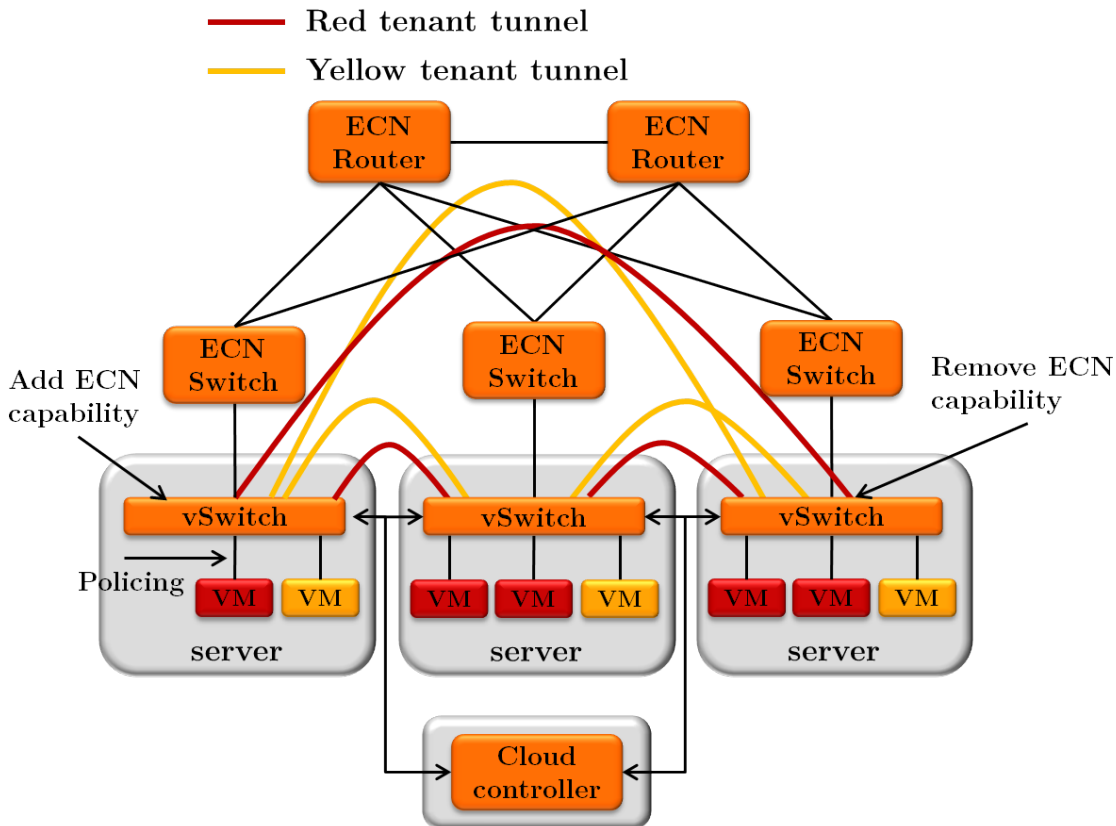 Red tenant tunnel
Yellow tenant tunnel
ECN
Router
ECN
Router
ECN
Switch
ECN
Switch
ECN
Switch
Add ECN
capability
Remove ECN
capability
vSwitch
vSwitch
vSwitch
Policing
VM
VM
VM
VM
VM
VM
VM
VM
server
server
server
Cloud
controller